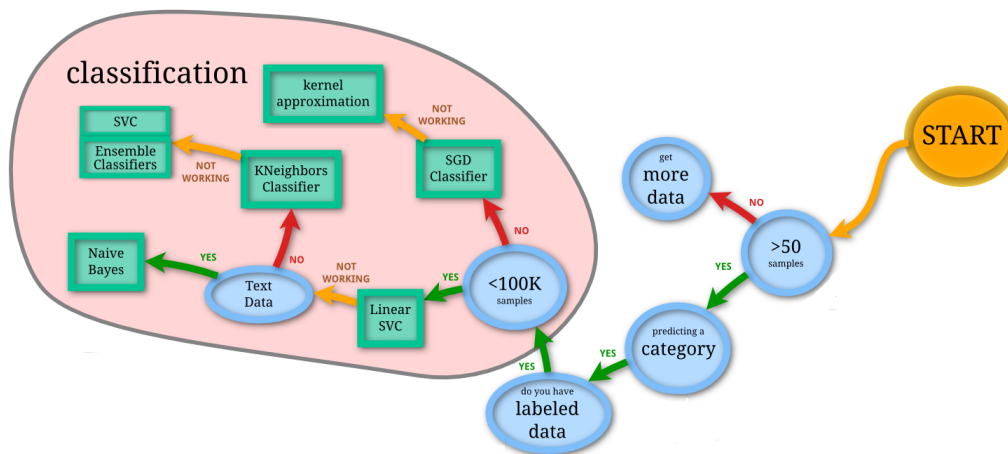 classification
kernel
approximation
NOT
WORKING
SVC
Ensemble
Classifiers
NOT
WORKING
KNeighbors
Classifier
SGD
Classifier
START
get
more
data
NO
>50
samples
YES
Naive
Bayes
YES
NO
Text
Data
NOT
WORKING
Linear
SVC
YES
NO
<100K
samples
predicting a
category
YES
YES
do you have
labeled
data